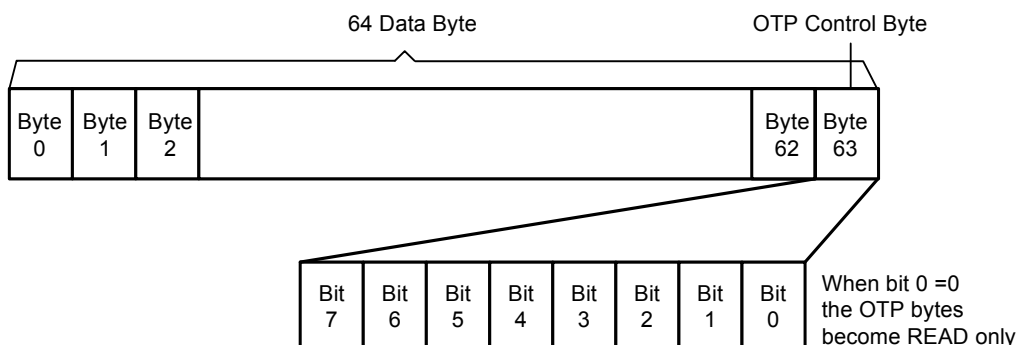 64 Data Byte
OTP Control Byte
Byte 0
Byte 1
Byte 2
Byte 62
Byte 63
Bit 7
Bit 6
Bit 5
Bit 4
Bit 3
Bit 2
Bit 1
Bit 0
When bit 0 =0
the OTP bytes
become READ only